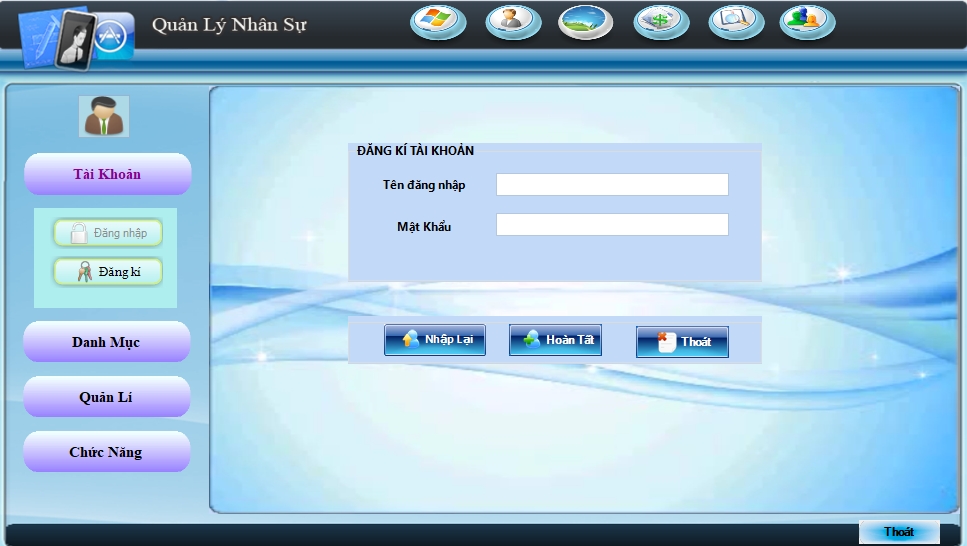 Quản Lý Nhân Sự
Tài Khoản
Đăng nhập
Đăng kí
Danh Mục
Quản Lí
Chức Năng
ĐĂNG KÍ TÀI KHOẢN
Tên đăng nhập
Mật Khẩu
Nhập Lại
Hoàn Tất
Thoát
Thoát